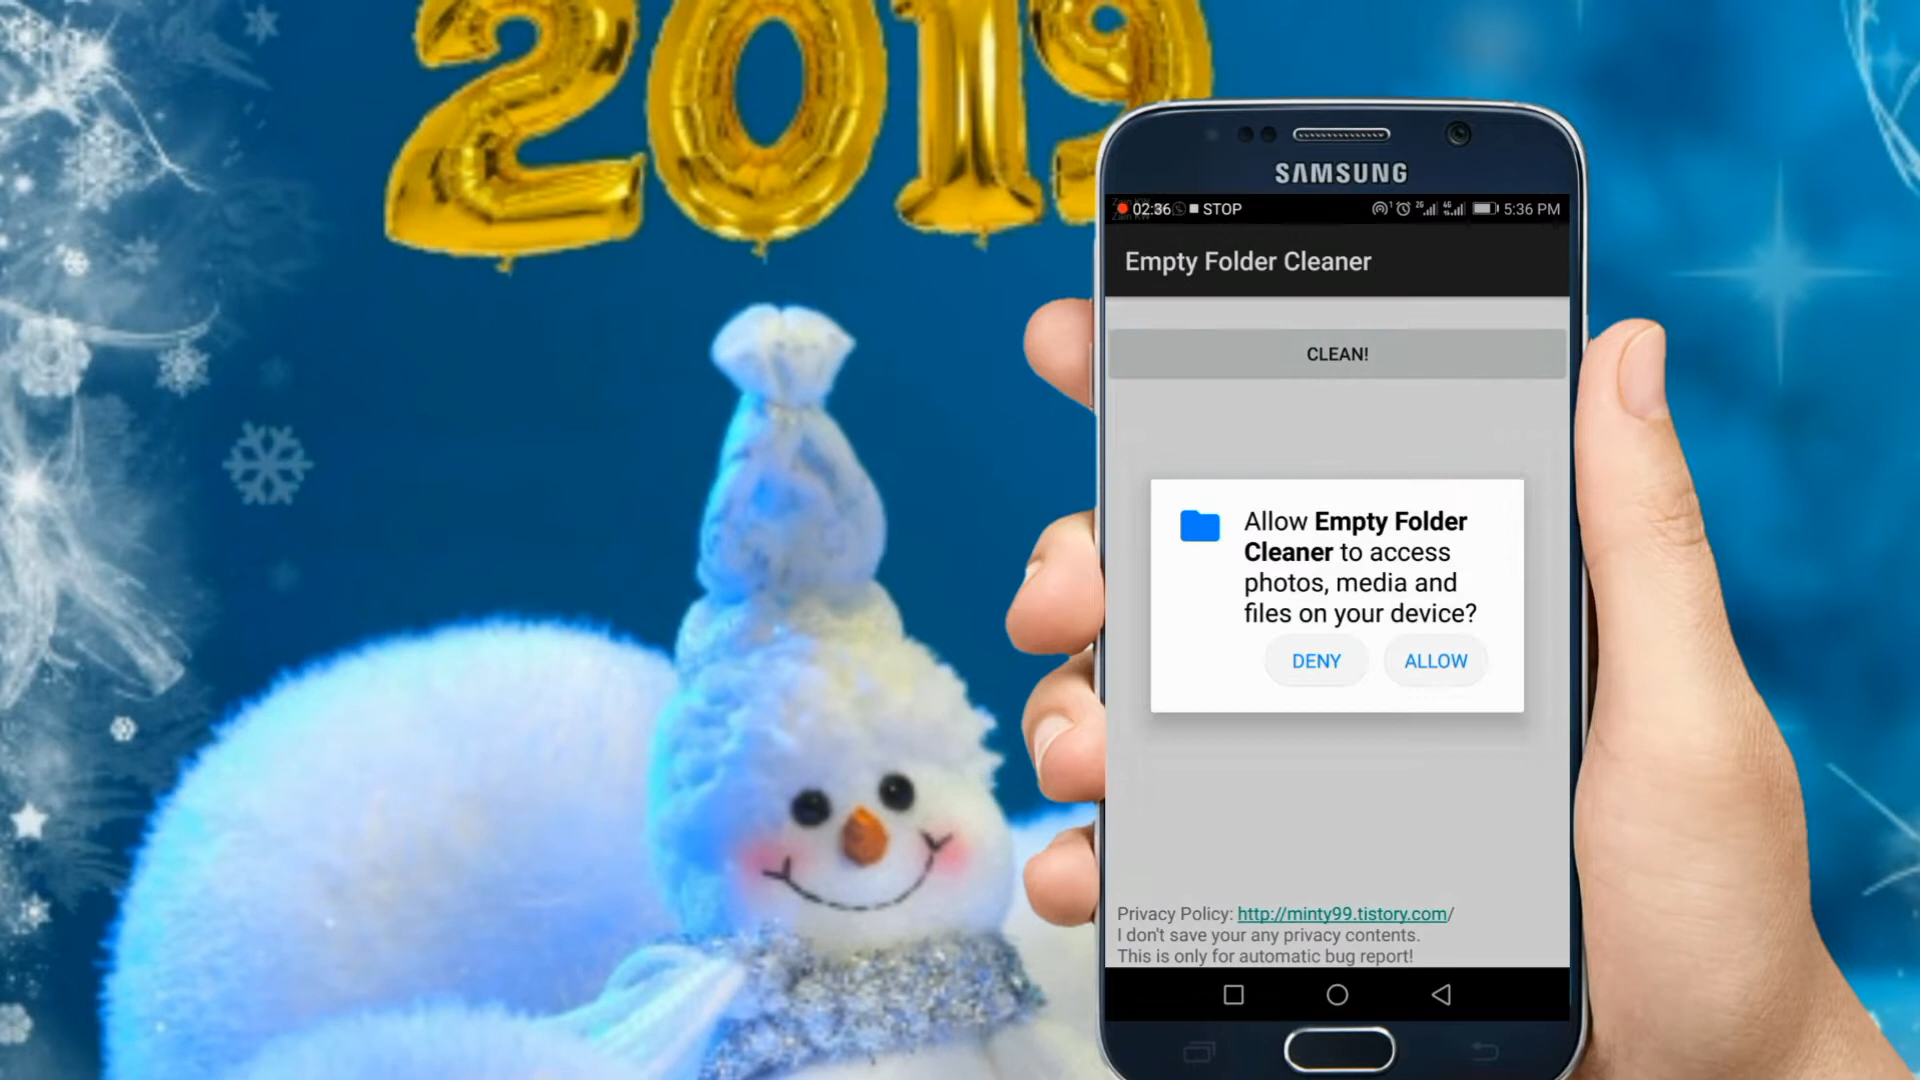 2019
SAMSUNG
02:36 STOP 2G 4G 5:36 PM
Empty Folder Cleaner
CLEAN!
Allow Empty Folder
Cleaner to access
photos, media and
files on your device?
DENY ALLOW
Privacy Policy: http://minty99.tistory.com/
I don't save your any privacy contents.
This is only for automatic bug report!